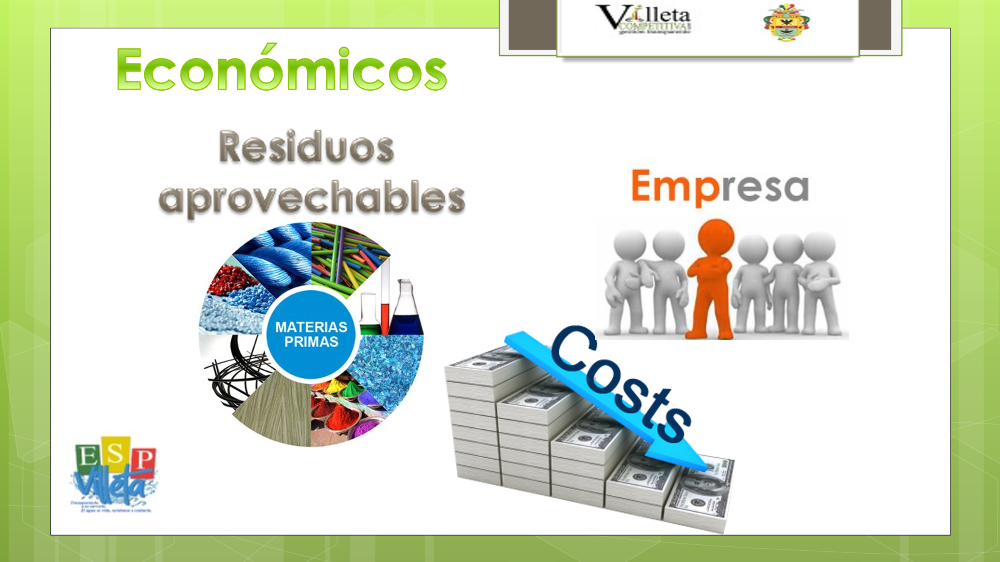 Villeta
COMPETITIVA
Económicos
Residuos
aprovechables
Empresa
MATERIAS
PRIMAS
Costs
ESP
Villeta